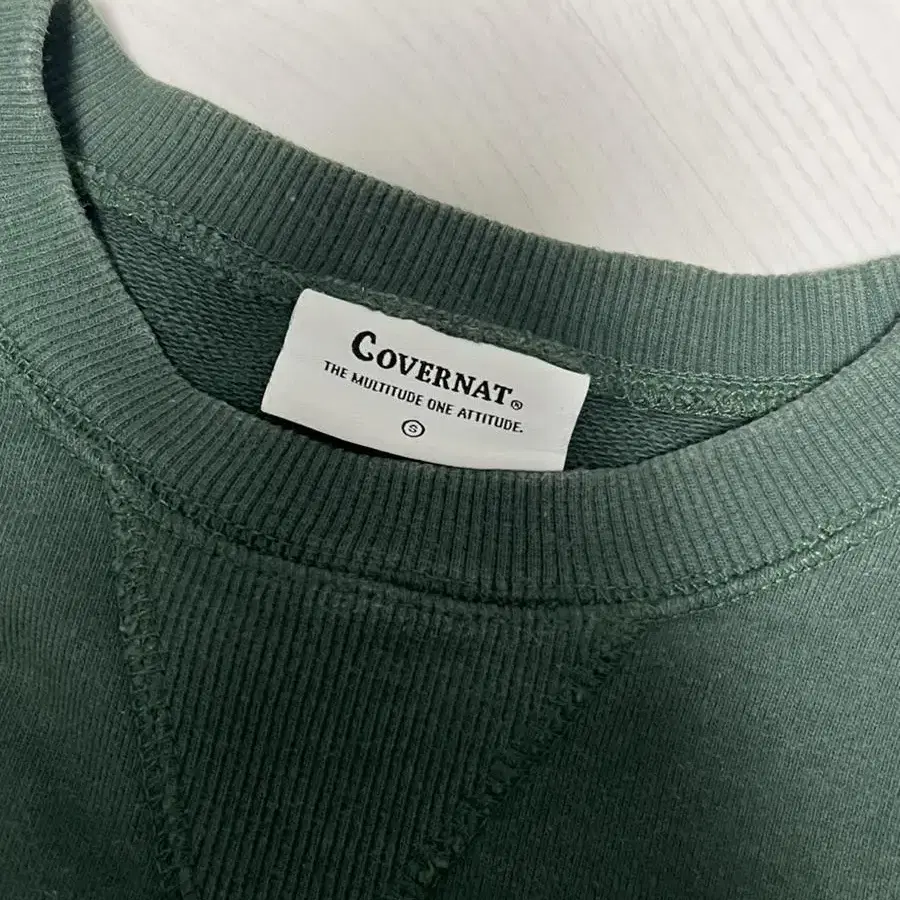 COVERNAT®
THE MULTITUDE ONE ATTITUDE.
S